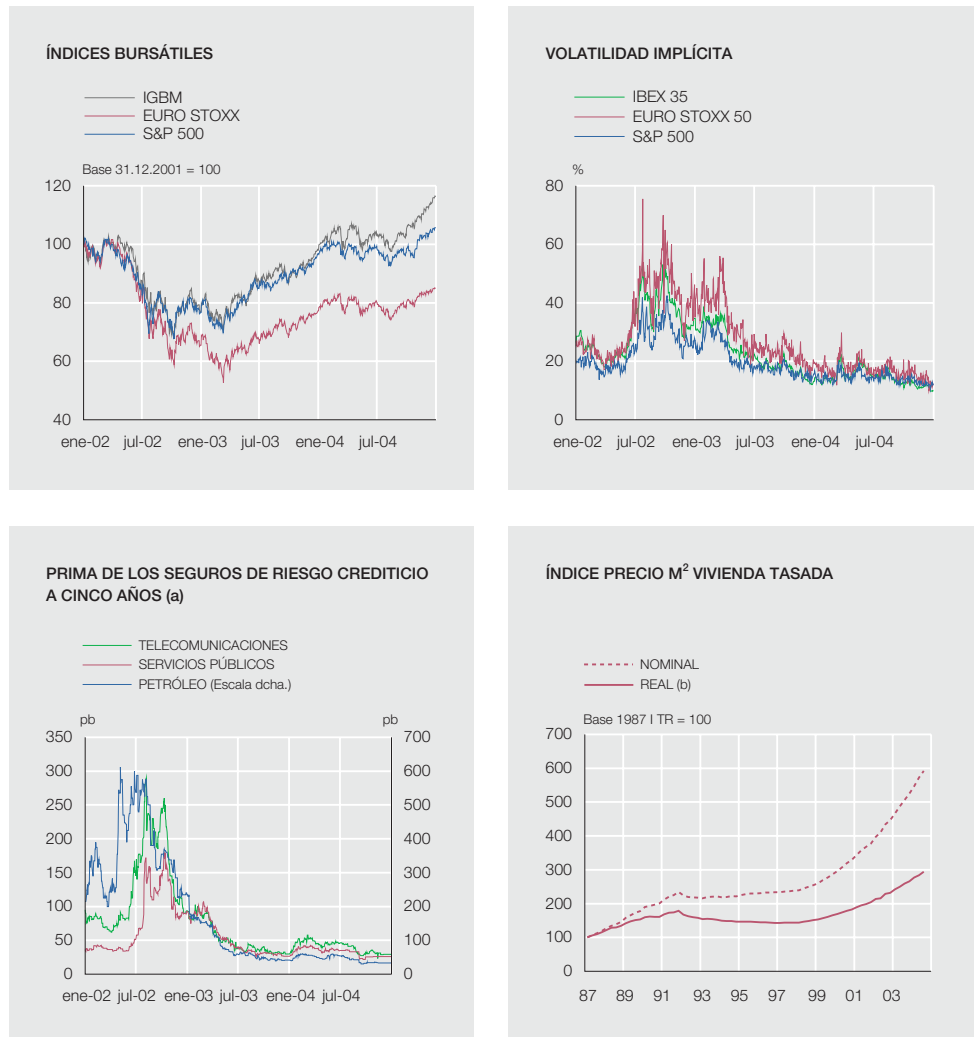 ÍNDICES BURSÁTILES
IGBM
EURO STOXX
S&P 500
Base 31.12.2001 = 100
120
100
80
60
40
ene-02 jul-02 ene-03 jul-03 ene-04 jul-04
VOLATILIDAD IMPLÍCITA
IBEX 35
EURO STOXX 50
S&P 500
%
80
60
40
20
0
ene-02 jul-02 ene-03 jul-03 ene-04 jul-04
PRIMA DE LOS SEGUROS DE RIESGO CREDITICIO
A CINCO AÑOS (a)
TELECOMUNICACIONES
SERVICIOS PÚBLICOS
PETRÓLEO (Escala dcha.)
pb pb
350 700
300 600
250 500
200 400
150 300
100 200
50 100
0 0
ene-02 jul-02 ene-03 jul-03 ene-04 jul-04
ÍNDICE PRECIO M² VIVIENDA TASADA
NOMINAL
REAL (b)
Base 1987 I TR = 100
700
600
500
400
300
200
100
0
87 89 91 93 95 97 99 01 03